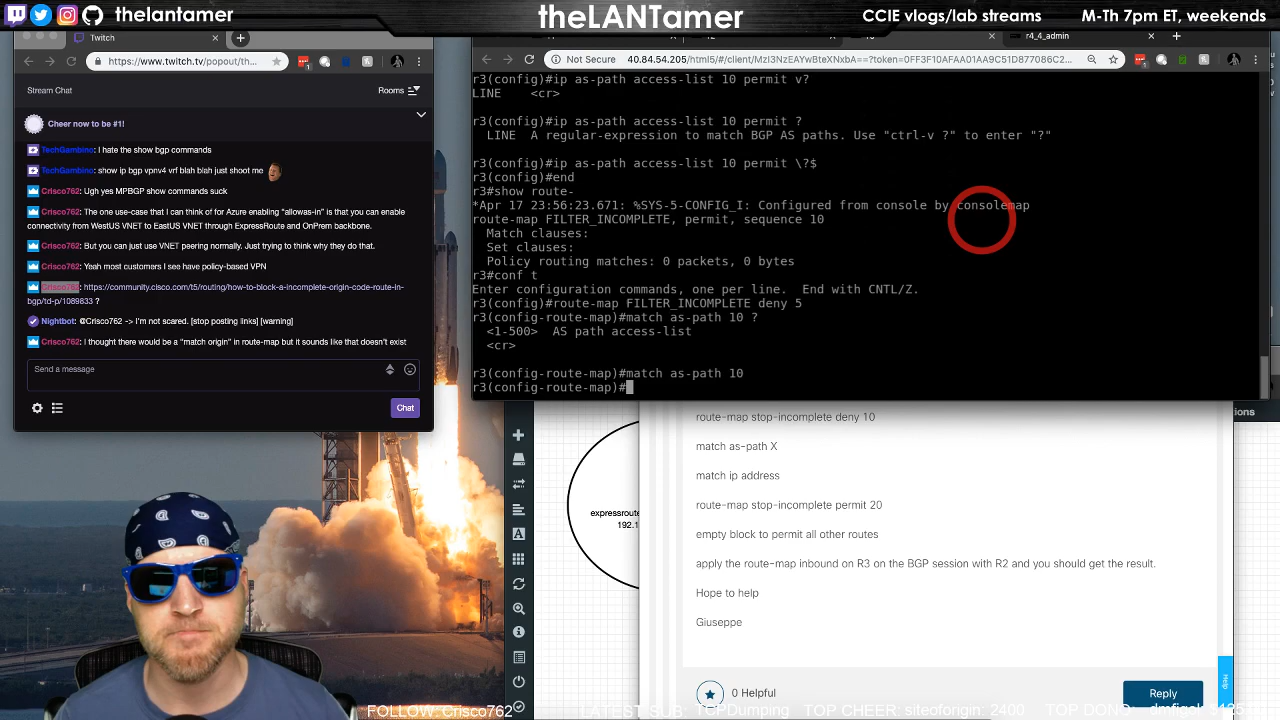 thelantamer
theLANTamer
CCIE vlogs/lab streams
M-Th 7pm ET, weekends
Twitch
r4_4_admin
https://www.twitch.tv/popout/th
Not Secure
40.84.54.205/html5/#/client/MzI3NzEAYwBteXNxbA==?token=0FF3F10AFAA01AA9C51D877086C2...
Stream Chat
Rooms
Cheer now to be #1!
TechGambino: I hate the show bgp commands
TechGambino: show ip bgp vpnv4 vrf blah blah just shoot me
Crisco762: Ugh yes MPBGP show commands suck
Crisco762: The one use-case that I can think of for Azure enabling "allowas-in" is that you can enable
connectivity from WestUS VNET to EastUS VNET through ExpressRoute and OnPrem backbone.
Crisco762: But you can just use VNET peering normally. Just trying to think why they do that.
Crisco762: Yeah most customers I see have policy-based VPN
Crisco762: https://community.cisco.com/t5/routing/how-to-block-a-incomplete-origin-code-route-in-
bgp/td-p/1089833 ?
Nightbot: @Crisco762 -> I'm not scared. [stop posting links] [warning]
Crisco762: I thought there would be a "match origin" in route-map but it sounds like that doesn't exist
Send a message
Chat
r3(config)#ip as-path access-list 10 permit v?
LINE <cr>
r3(config)#ip as-path access-list 10 permit ?
LINE A regular-expression to match BGP AS paths. Use "ctrl-v ?" to enter "?"
r3(config)#ip as-path access-list 10 permit \?$
r3(config)#end
r3#show route-
*Apr 17 23:56:23.671: %SYS-5-CONFIG_I: Configured from console by consolemap
route-map FILTER_INCOMPLETE, permit, sequence 10
Match clauses:
Set clauses:
Policy routing matches: 0 packets, 0 bytes
r3#conf t
Enter configuration commands, one per line. End with CNTL/Z.
r3(config)#route-map FILTER_INCOMPLETE deny 5
r3(config-route-map)#match as-path 10 ?
<1-500> AS path access-list
<cr>
r3(config-route-map)#match as-path 10
r3(config-route-map)#
tions
route-map stop-incomplete deny 10
match as-path X
match ip address
route-map stop-incomplete permit 20
empty block to permit all other routes
apply the route-map inbound on R3 on the BGP session with R2 and you should get the result.
Hope to help
Giuseppe
expressroute
192.1
0 Helpful
Reply
Help
FOLLOW: Crisco762
LATEST SUB: TCPDumping
TOP CHEER: siteoforigin: 2400